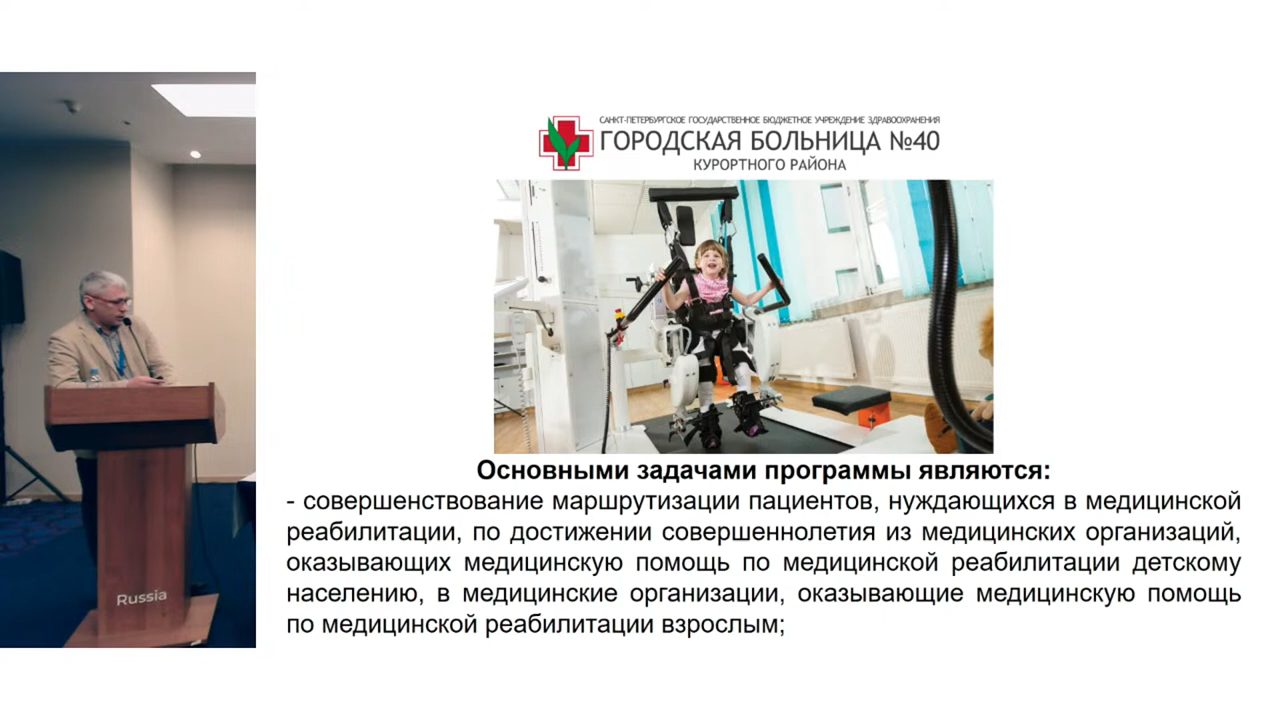 САНКТ-ПЕТЕРБУРГСКОЕ ГОСУДАРСТВЕННОЕ БЮДЖЕТНОЕ УЧРЕЖДЕНИЕ ЗДРАВООХРАНЕНИЯ
ГОРОДСКАЯ БОЛЬНИЦА №40
КУРОРТНОГО РАЙОНА
Основными задачами программы являются:
- совершенствование маршрутизации пациентов, нуждающихся в медицинской
реабилитации, по достижении совершеннолетия из медицинских организаций,
оказывающих медицинскую помощь по медицинской реабилитации детскому
населению, в медицинские организации, оказывающие медицинскую помощь
по медицинской реабилитации взрослым;
Russia